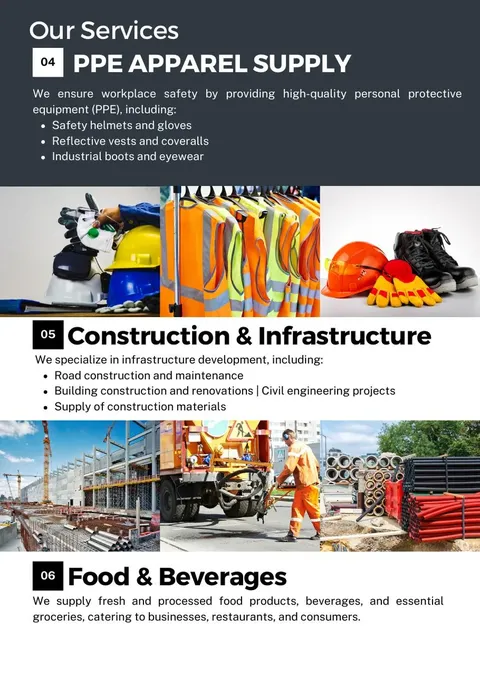 Our Services
04 PPE APPAREL SUPPLY
We ensure workplace safety by providing high-quality personal protective
equipment (PPE), including:
• Safety helmets and gloves
• Reflective vests and coveralls
• Industrial boots and eyewear
05 Construction & Infrastructure
We specialize in infrastructure development, including:
• Road construction and maintenance
• Building construction and renovations | Civil engineering projects
• Supply of construction materials
06 Food & Beverages
We supply fresh and processed food products, beverages, and essential
groceries, catering to businesses, restaurants, and consumers.